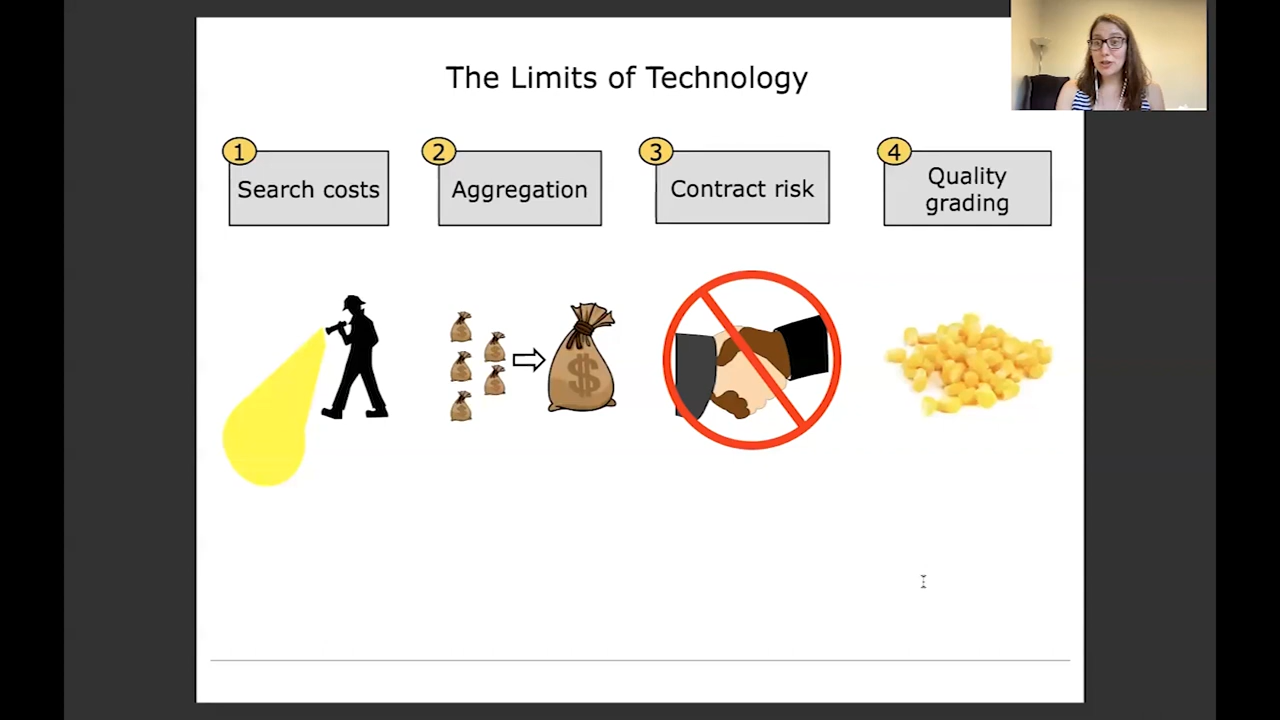 The Limits of Technology
1
Search costs
2
Aggregation
3
Contract risk
4
Quality
grading
$
$